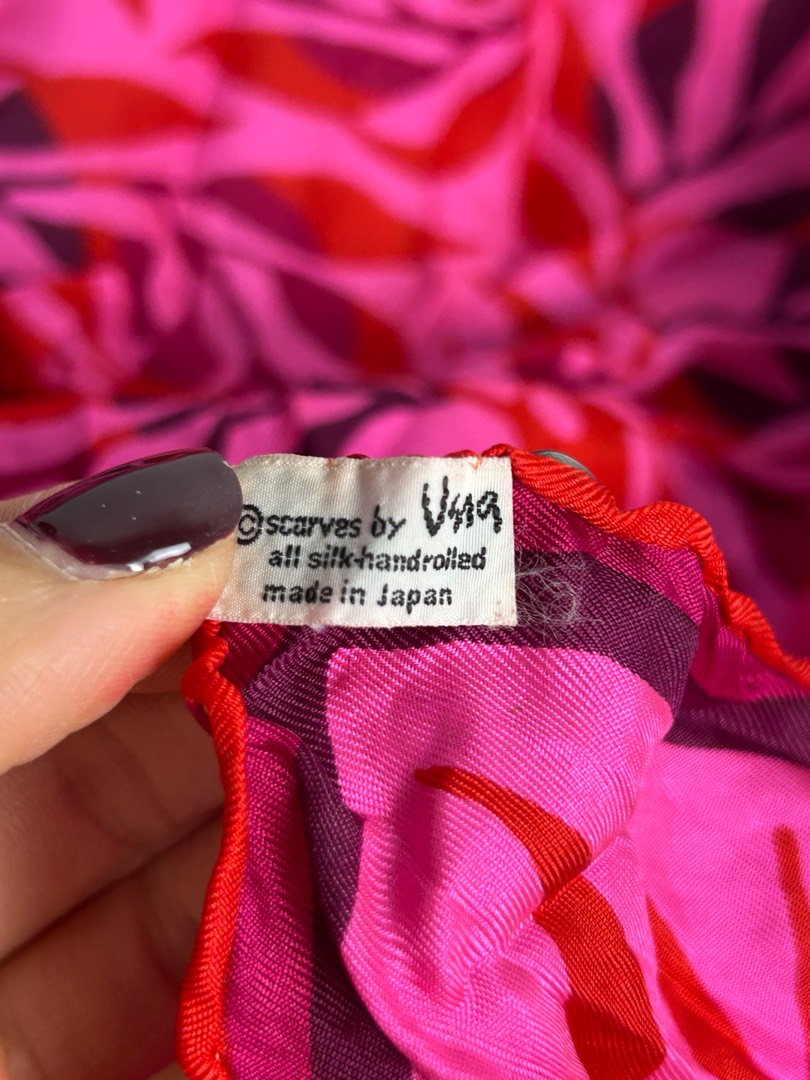 ©scarves by Vera
all silk-handrolled
made in Japan